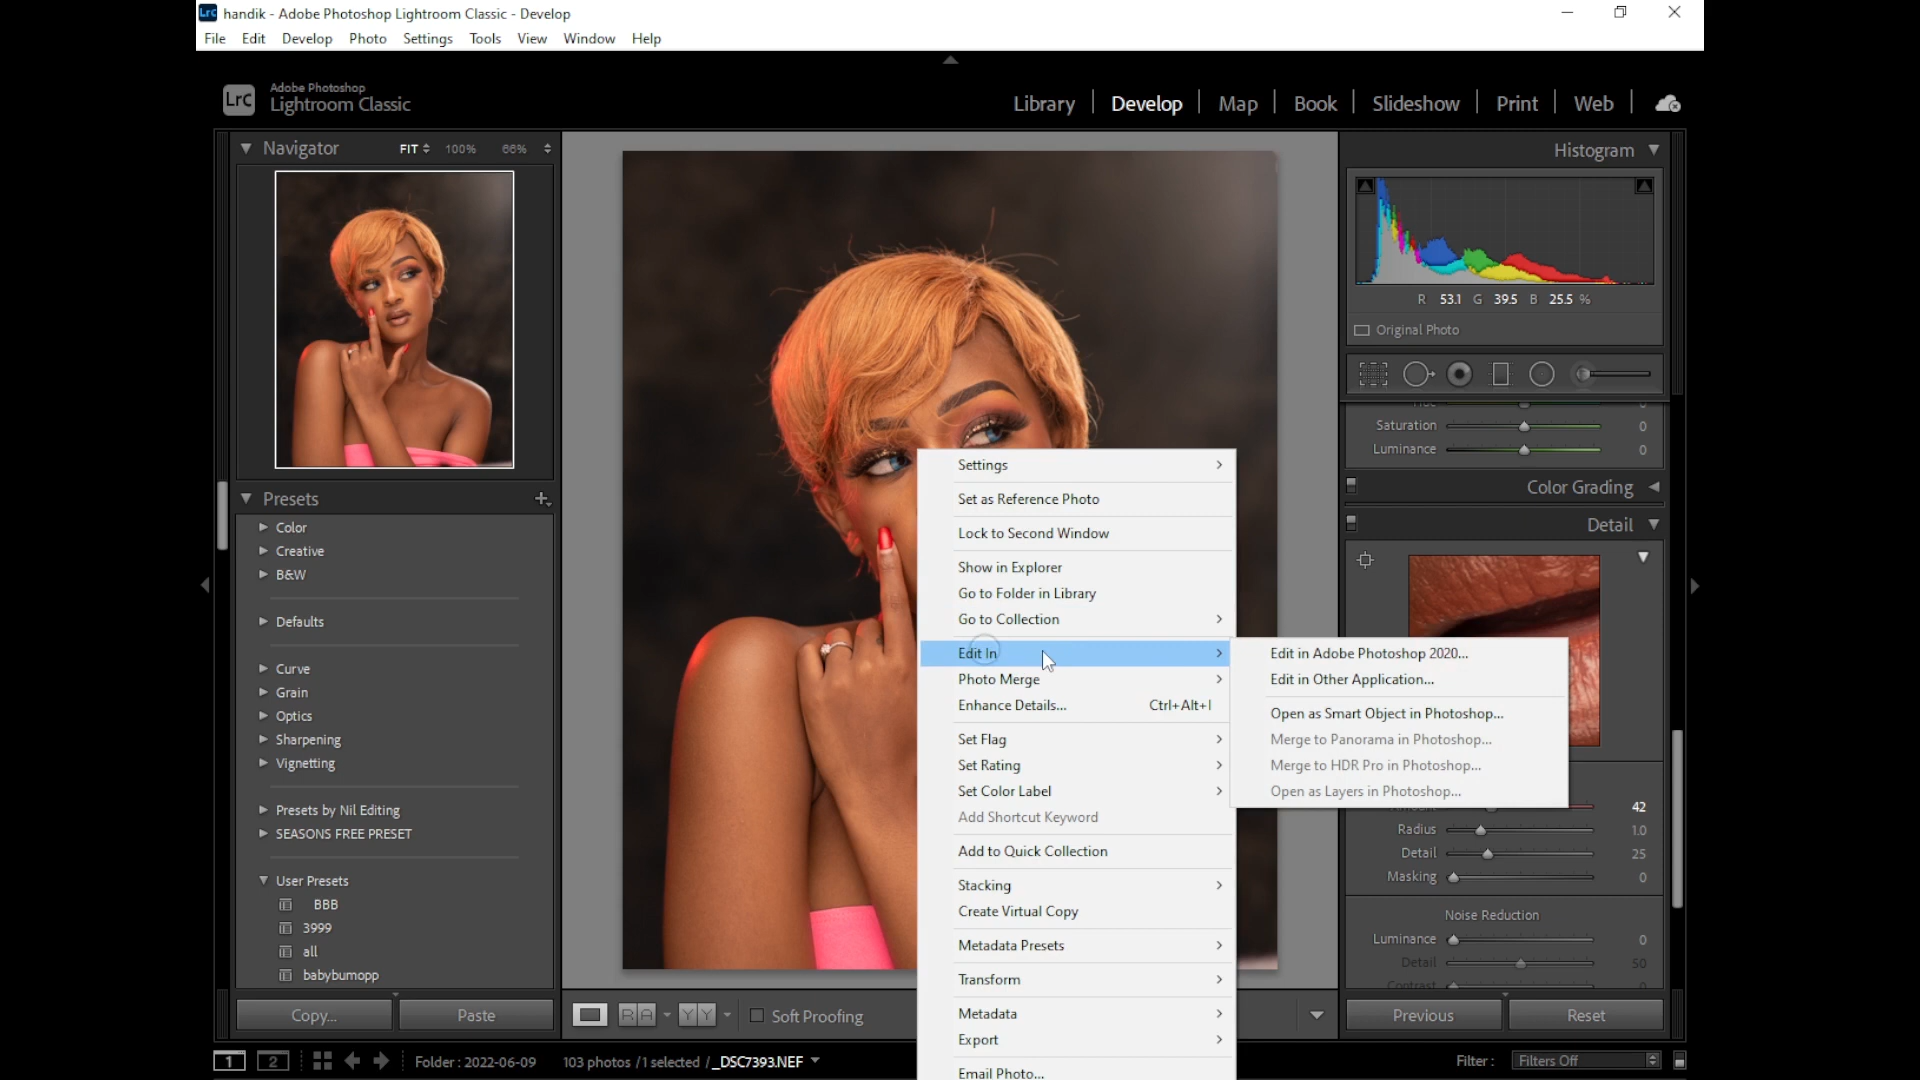 handik - Adobe Photoshop Lightroom Classic - Develop
File Edit Develop Photo Settings Tools View Window Help
Lrc Adobe Photoshop
Lightroom Classic
Library Develop Map Book Slideshow Print Web
Navigator FIT 100% 66%
Histogram
R 53.1 G 39.5 B 25.5 %
Original Photo
Saturation 0
Luminance 0
Color Grading
Detail
Presets
Color
Creative
B&W
Defaults
Curve
Grain
Optics
Sharpening
Vignetting
Presets by Nil Editing
SEASONS FREE PRESET
User Presets
BBB
3999
all
babybumopp
Copy... Paste
Settings
Set as Reference Photo
Lock to Second Window
Show in Explorer
Go to Folder in Library
Go to Collection
Edit In
Photo Merge
Enhance Details... Ctrl+Alt+I
Set Flag
Set Rating
Set Color Label
Add Shortcut Keyword
Add to Quick Collection
Stacking
Create Virtual Copy
Metadata Presets
Transform
Metadata
Export
Email Photo...
Edit in Adobe Photoshop 2020...
Edit in Other Application...
Open as Smart Object in Photoshop...
Merge to Panorama in Photoshop...
Merge to HDR Pro in Photoshop...
Open as Layers in Photoshop...
42
Radius 1.0
Detail 25
Masking 0
Noise Reduction
Luminance 0
Detail 50
Contrast 0
Soft Proofing
Previous Reset
1 2 Folder : 2022-06-09 103 photos / 1 selected / _DSC7393.NEF
Filter : Filters Off